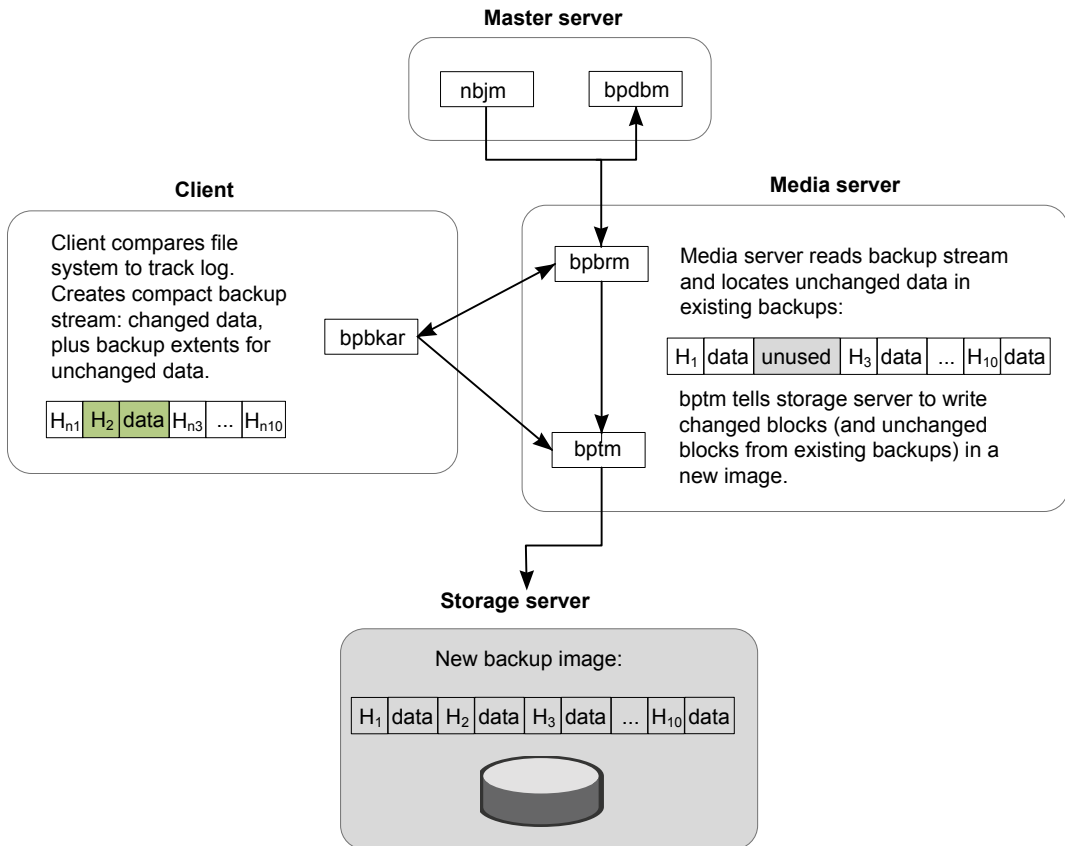 Master server
nbjm
bpdbm
Client
Media server
Client compares file
system to track log.
Creates compact backup
stream: changed data,
plus backup extents for
unchanged data.
Hn1 H2 data Hn3 ... Hn10
bpbkar
bpbrm
bptm
Media server reads backup stream
and locates unchanged data in
existing backups:
H1 data unused H3 data ... H10 data
bptm tells storage server to write
changed blocks (and unchanged
blocks from existing backups) in a
new image.
Storage server
New backup image:
H1 data H2 data H3 data ... H10 data